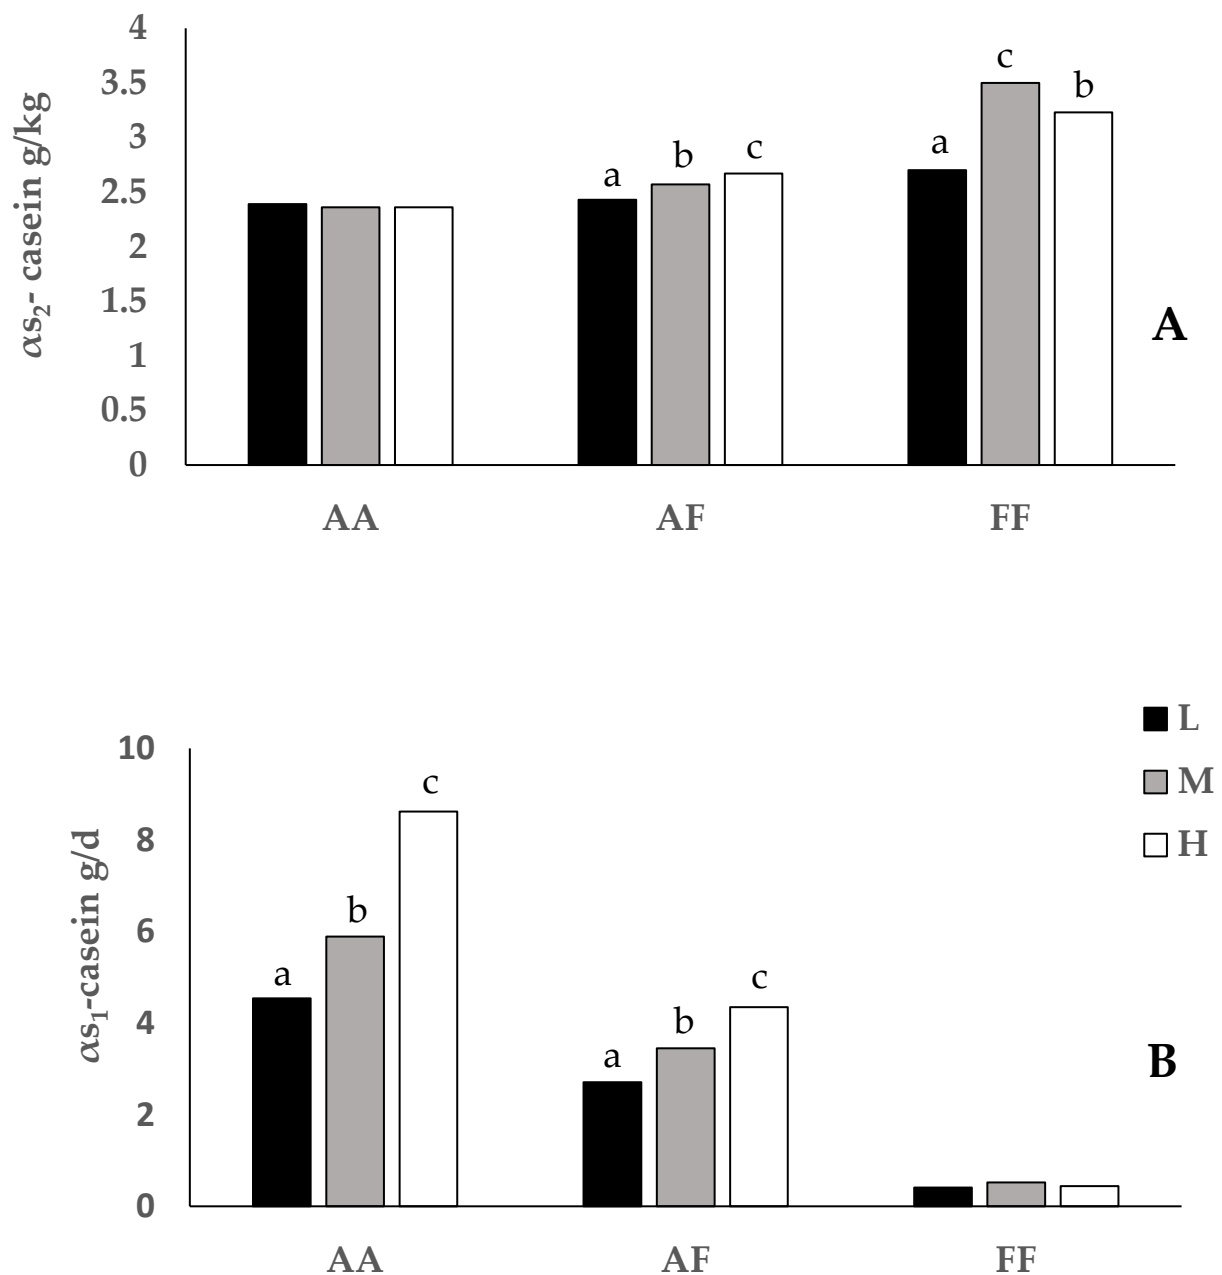 4
3.5
3
2.5
2
1.5
1
0.5
0
αs₂- casein g/kg
a b c
a c b
AA AF FF
A
L
M
H
10
8
6
4
2
0
αs₁-casein g/d
a b c
a b c
AA AF FF
B